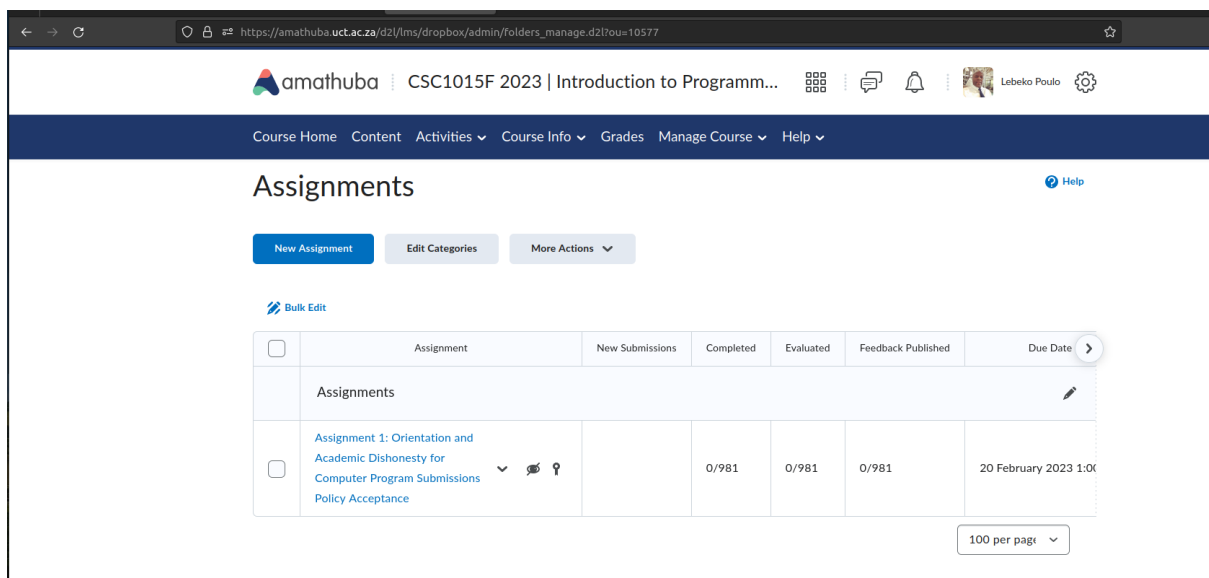 https://amathuba.uct.ac.za/d2l/lms/dropbox/admin/folders_manage.d2l?ou=10577
amathuba CSC1015F 2023 | Introduction to Programm... Lebeko Poulo
Course Home Content Activities Course Info Grades Manage Course Help
Assignments
Help
New Assignment Edit Categories More Actions
Bulk Edit
Assignment New Submissions Completed Evaluated Feedback Published Due Date
Assignments
Assignment 1: Orientation and
Academic Dishonesty for
Computer Program Submissions
Policy Acceptance
0/981 0/981 0/981 20 February 2023 1:00
100 per page